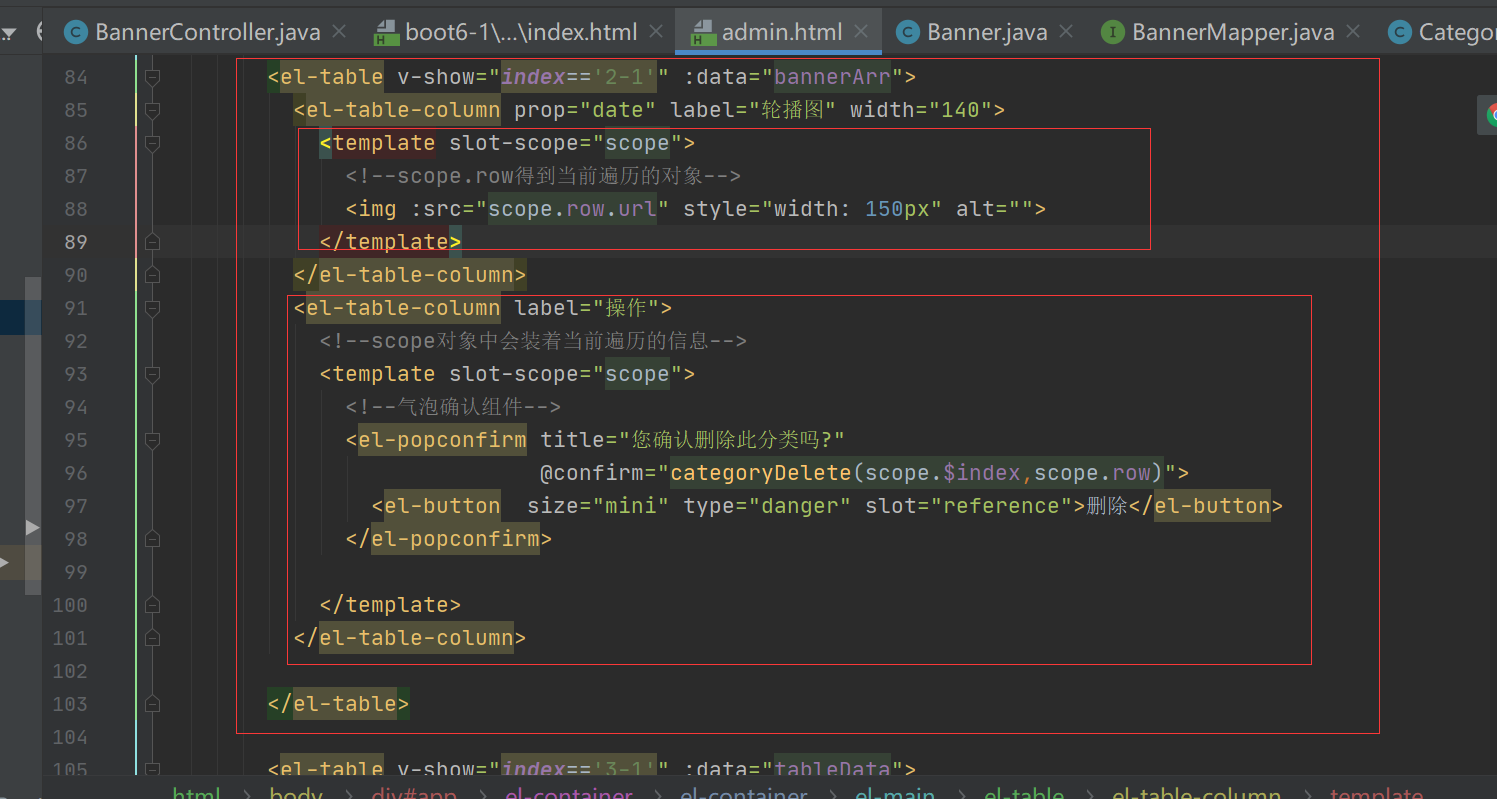 BannerController.java boot6-1\...\index.html admin.html Banner.java BannerMapper.java Categor
84 <el-table v-show="index=='2-1'" :data="bannerArr">
85 <el-table-column prop="date" label="轮播图" width="140">
86 <template slot-scope="scope">
87 <!--scope.row得到当前遍历的对象-->
88 <img :src="scope.row.url" style="width: 150px" alt="">
89 </template>
90 </el-table-column>
91 <el-table-column label="操作">
92 <!--scope对象中会装着当前遍历的信息-->
93 <template slot-scope="scope">
94 <!--气泡确认组件-->
95 <el-popconfirm title="您确认删除此分类吗?"
96 @confirm="categoryDelete(scope.$index,scope.row)">
97 <el-button size="mini" type="danger" slot="reference">删除</el-button>
98 </el-popconfirm>
99
100 </template>
101 </el-table-column>
102
103 </el-table>
104
105 <el-table v-show="index=='3-1'" :data="tableData">
html body div#app el-container el-container el-main el-table el-table-column template